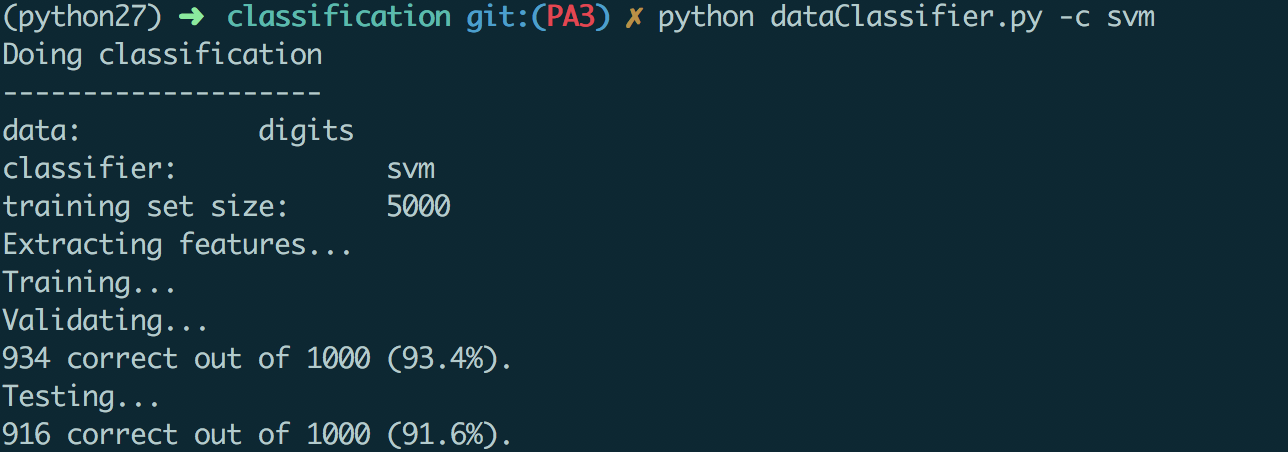 (python27) ➜ classification git:(PA3) ✗ python dataClassifier.py -c svm
Doing classification
--------------------
data: digits
classifier: svm
training set size: 5000
Extracting features...
Training...
Validating...
934 correct out of 1000 (93.4%).
Testing...
916 correct out of 1000 (91.6%).